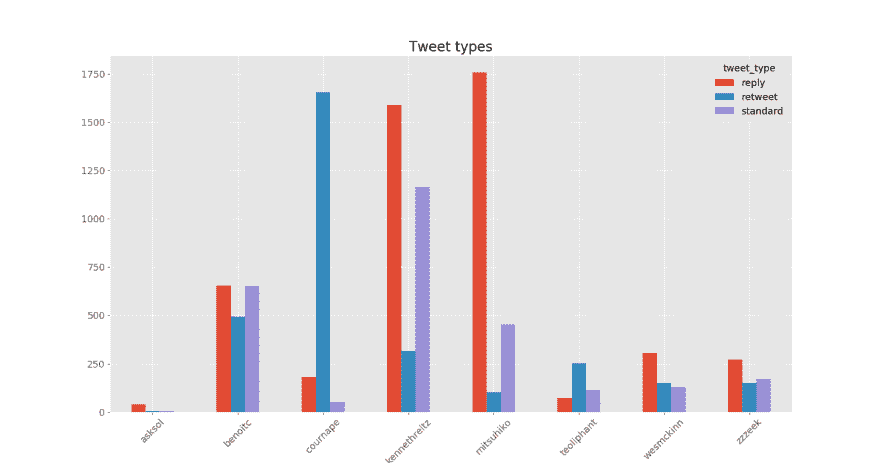 Tweet types
tweet_type
reply
retweet
standard
1750
1500
1250
1000
750
500
250
0
asksol
benoitc
cournape
kennethreitz
mitsuhiko
teoliphant
wesmckinn
zzzeek